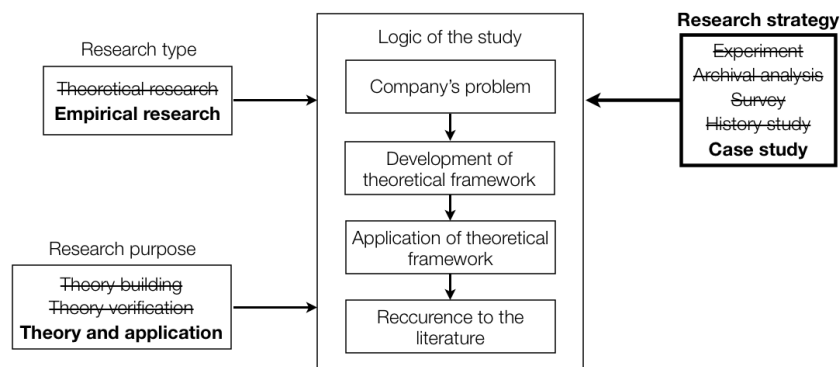 Research type
Theoretical research
Empirical research
Research purpose
Theory building
Theory verification
Theory and application
Logic of the study
Company's problem
Development of
theoretical framework
Application of theoretical
framework
Reccurence to the
literature
Research strategy
Experiment
Archival analysis
Survey
History study
Case study